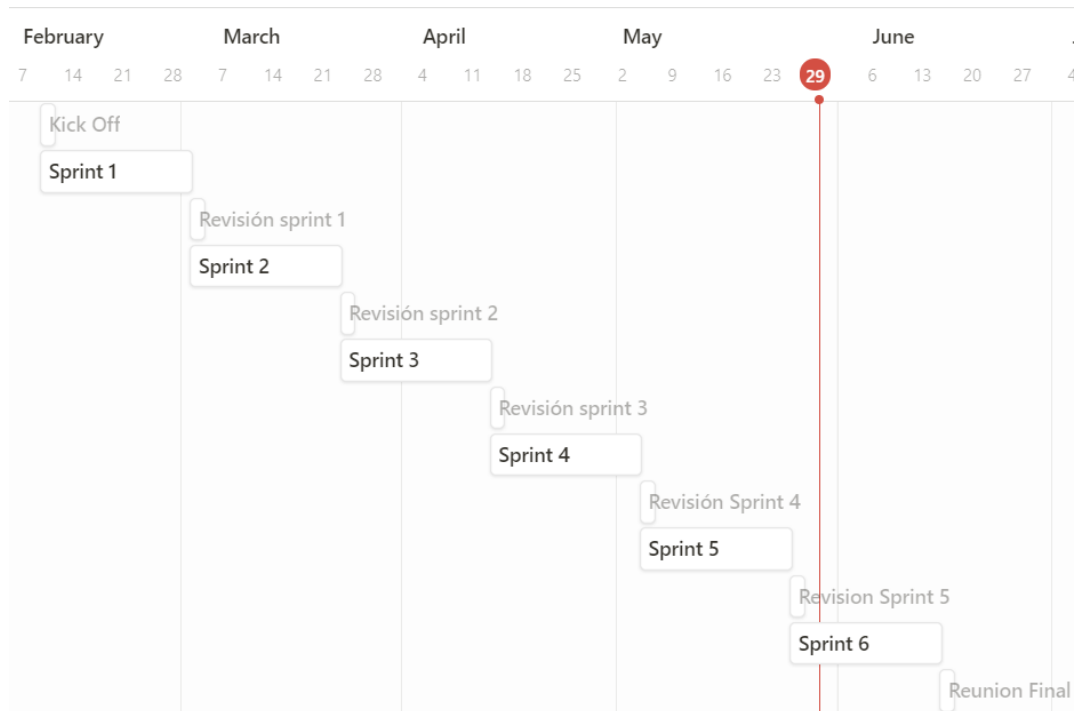 February March April May June
7 14 21 28 7 14 21 28 4 11 18 25 2 9 16 23 29 6 13 20 27 4
Kick Off
Sprint 1
Revisión sprint 1
Sprint 2
Revisión sprint 2
Sprint 3
Revisión sprint 3
Sprint 4
Revisión Sprint 4
Sprint 5
Revision Sprint 5
Sprint 6
Reunion Final